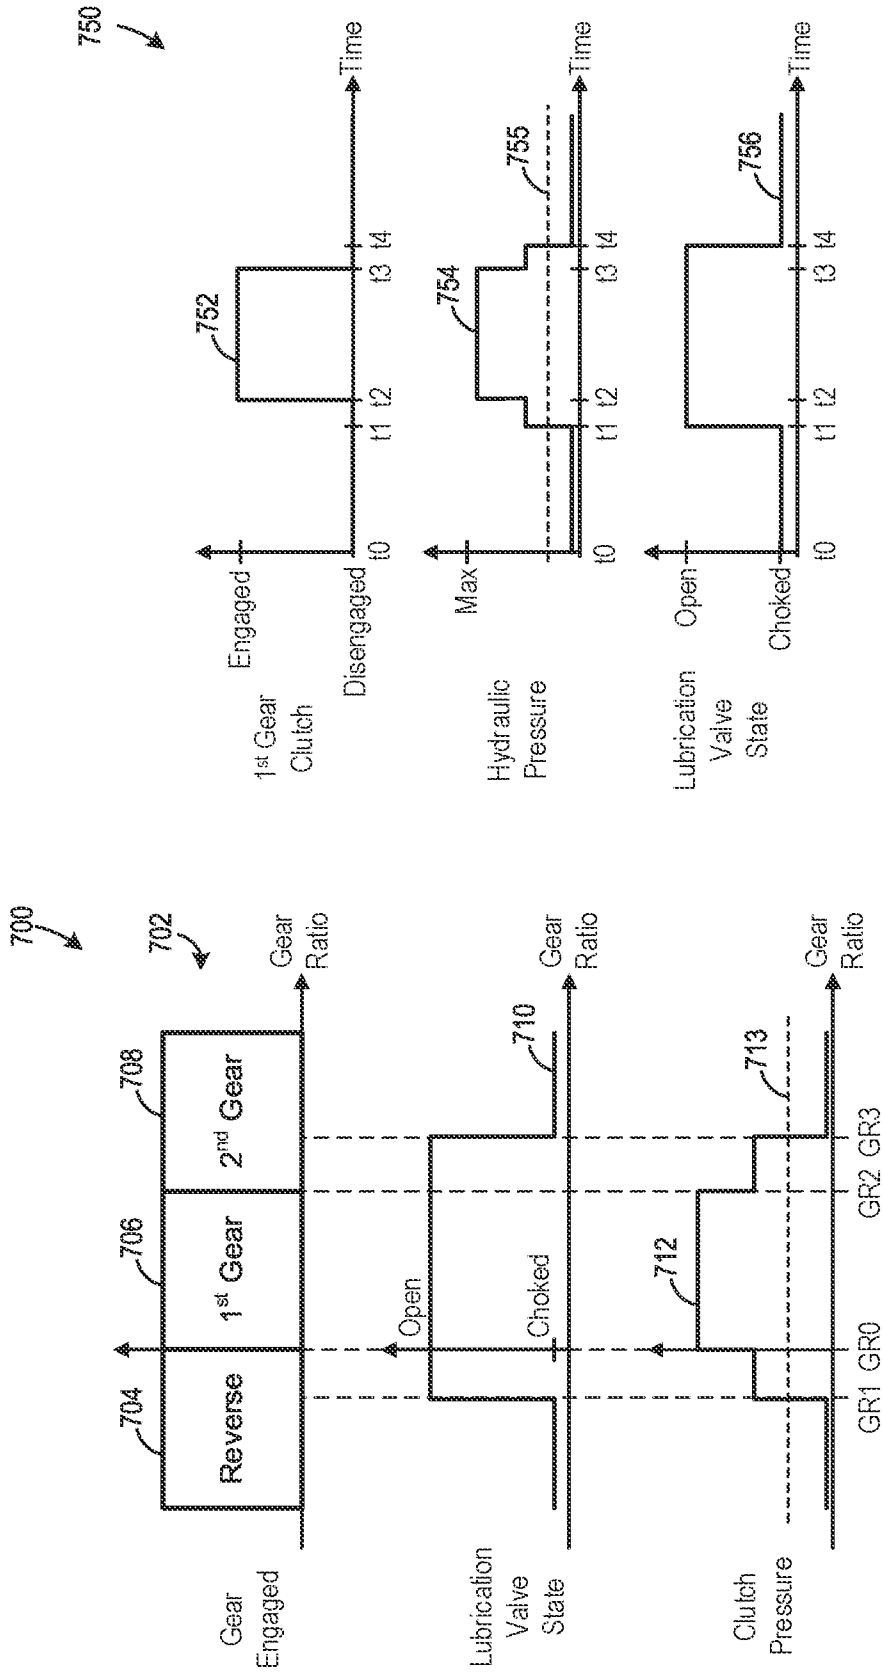 700
702
704
706
708
Reverse
1st Gear
2nd Gear
Gear
Engaged
Gear
Ratio
Open
Choked
710
Lubrication
Valve
State
Gear
Ratio
712
713
Clutch
Pressure
GR1
GR0
GR2
GR3
Gear
Ratio
750
752
Engaged
1st Gear
Clutch
Disengaged
t0
t1
t2
t3
t4
Time
754
755
Max
Hydraulic
Pressure
t0
t1
t2
t3
t4
Time
756
Open
Lubrication
Valve
State
Choked
t0
t1
t2
t3
t4
Time